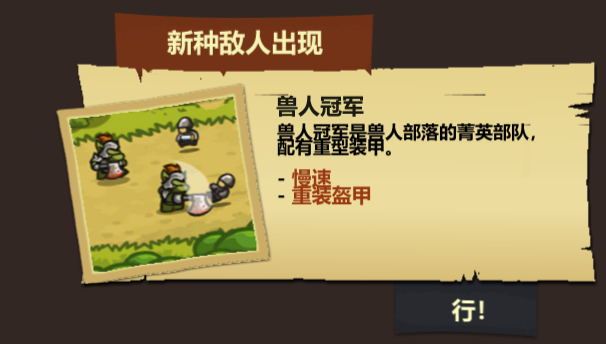 新种敌人出现
兽人冠军
兽人冠军是兽人部落的菁英部队，
配有重型装甲。
- 慢速
- 重装盔甲
行！